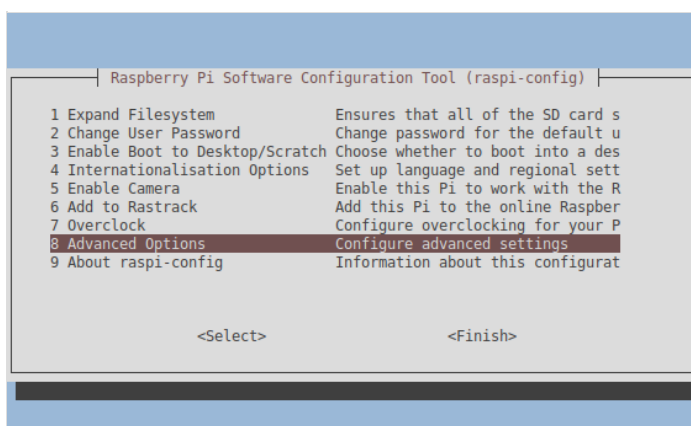 Raspberry Pi Software Configuration Tool (raspi-config)
1 Expand Filesystem Ensures that all of the SD card s
2 Change User Password Change password for the default u
3 Enable Boot to Desktop/Scratch Choose whether to boot into a des
4 Internationalisation Options Set up language and regional sett
5 Enable Camera Enable this Pi to work with the R
6 Add to Rastrack Add this Pi to the online Raspber
7 Overclock Configure overclocking for your P
8 Advanced Options Configure advanced settings
9 About raspi-config Information about this configurat
<Select> <Finish>